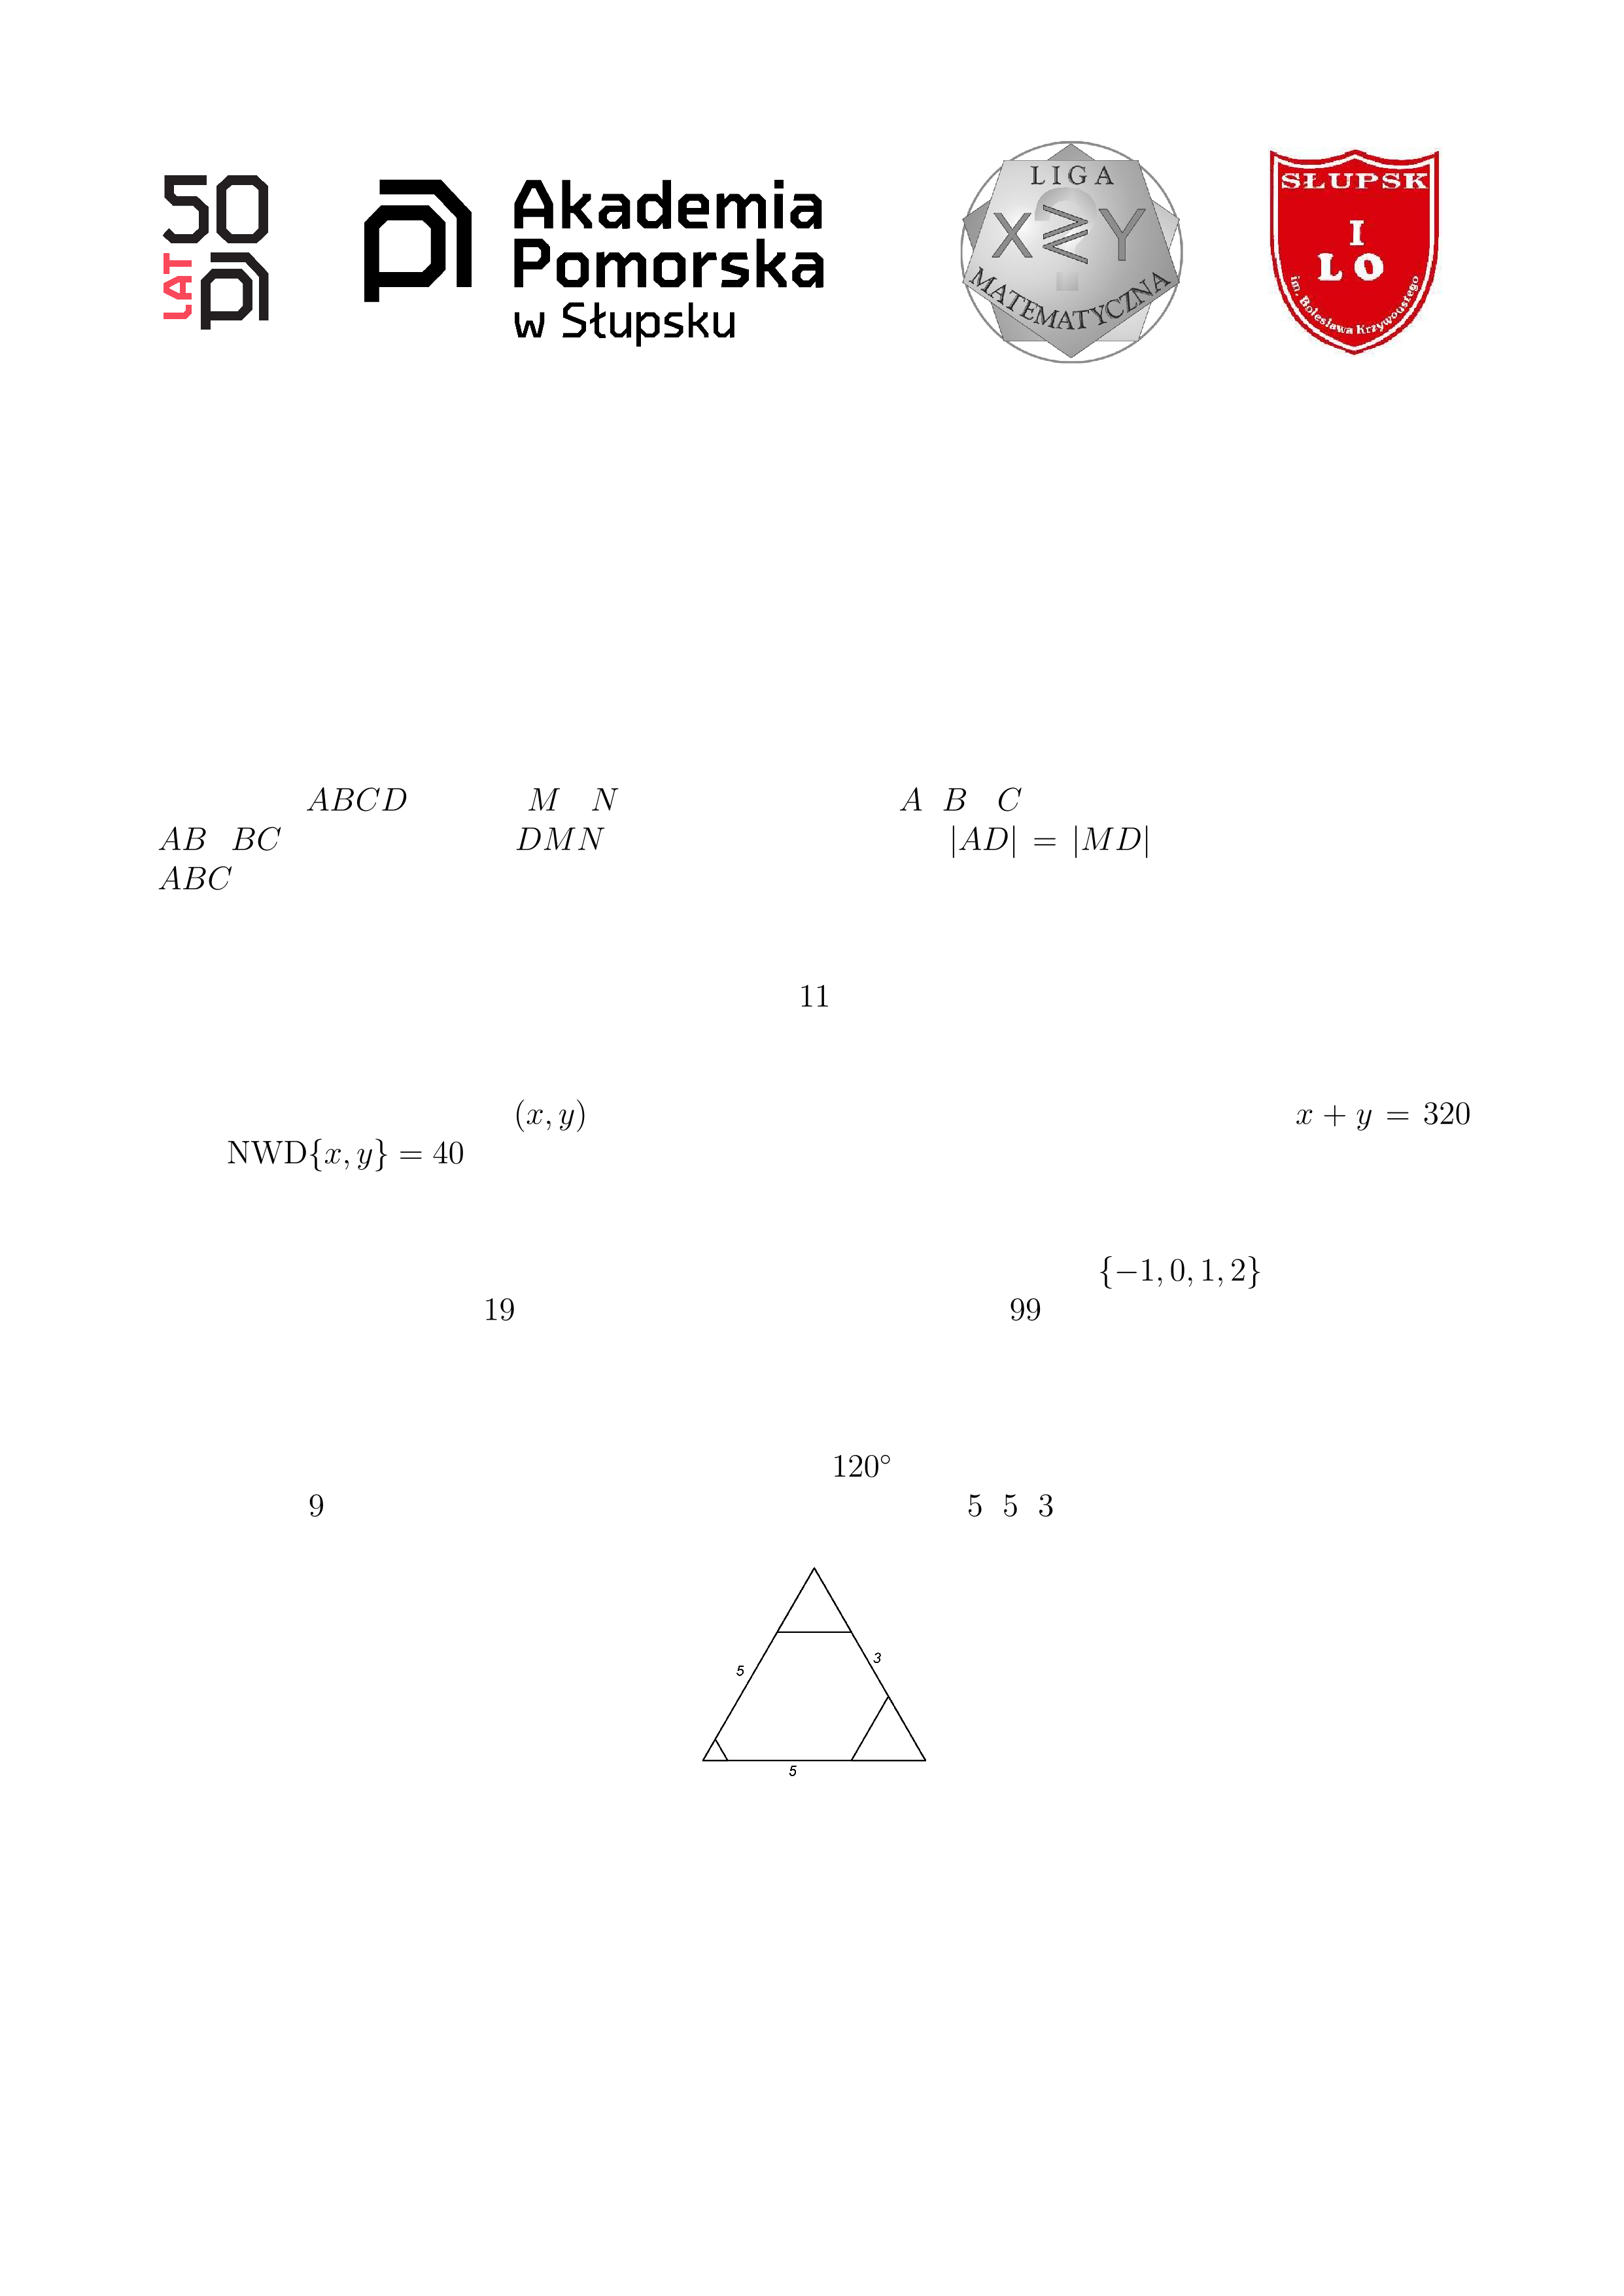 50
LAT
Akademia
Pomorska
w Słupsku
LIGA
X Y
MATEMATYCZNA
SŁUPSK
I
LO
im. Bolesława Krzywoustego
ABCD M N A B C
AB BC DMN |AD| = |MD|
ABC
11
(x, y) x + y = 320
NWD{x, y} = 40
{−1, 0, 1, 2}
19 99
120°
9 5 5 3
5
3
5